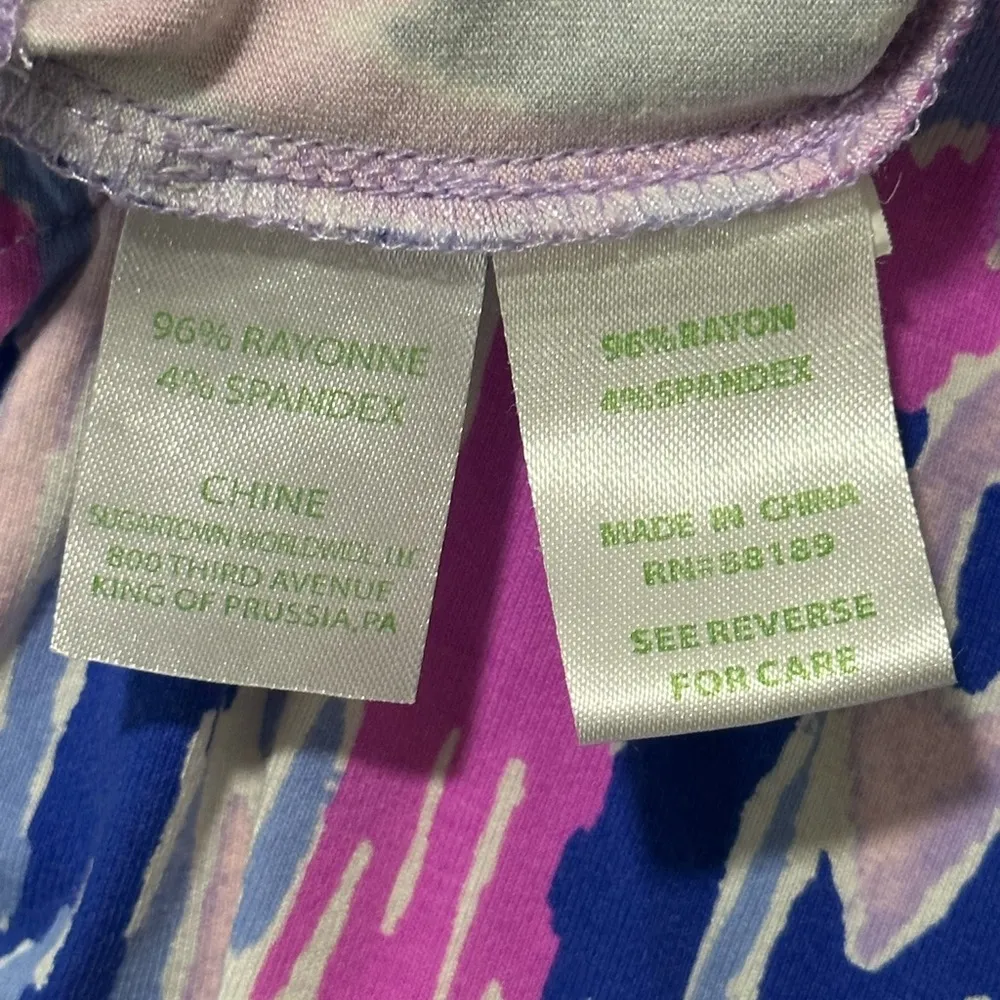 96% RAYONNE
4% SPANDEX
CHINE
SUGARTOWN WORLDWIDE, LLC
800 THIRD AVENUE
KING OF PRUSSIA, PA
96%RAYON
4%SPANDEX
MADE IN CHINA
RN#88189
SEE REVERSE
FOR CARE